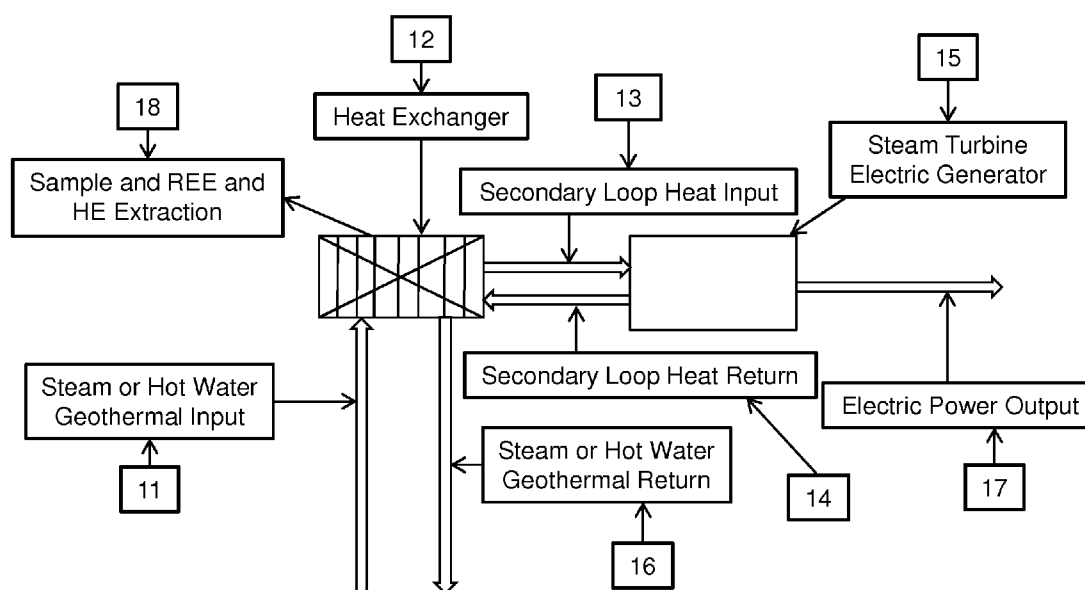 12
15
13
18
Heat Exchanger
Steam Turbine
Electric Generator
Sample and REE and
HE Extraction
Secondary Loop Heat Input
Steam or Hot Water
Geothermal Input
Secondary Loop Heat Return
Electric Power Output
Steam or Hot Water
Geothermal Return
11
14
17
16